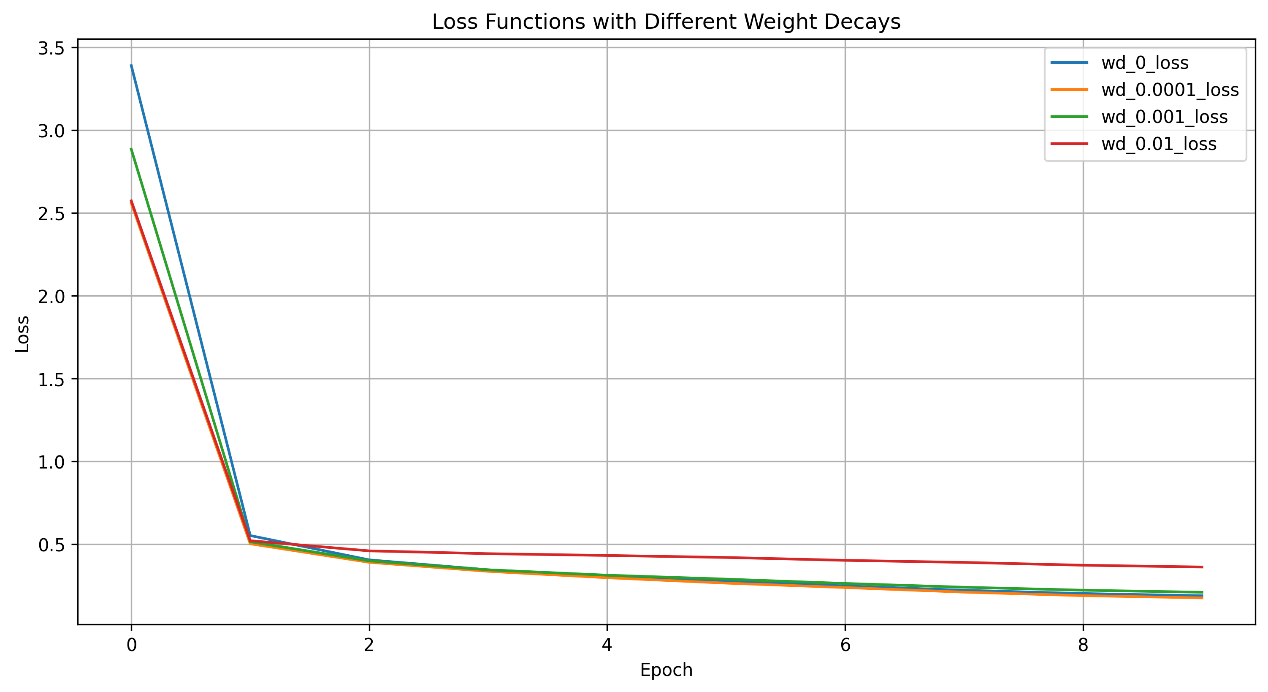 Loss Functions with Different Weight Decays
3.5
3.0
2.5
2.0
1.5
1.0
0.5
Loss
wd_0_loss
wd_0.0001_loss
wd_0.001_loss
wd_0.01_loss
0 2 4 6 8
Epoch